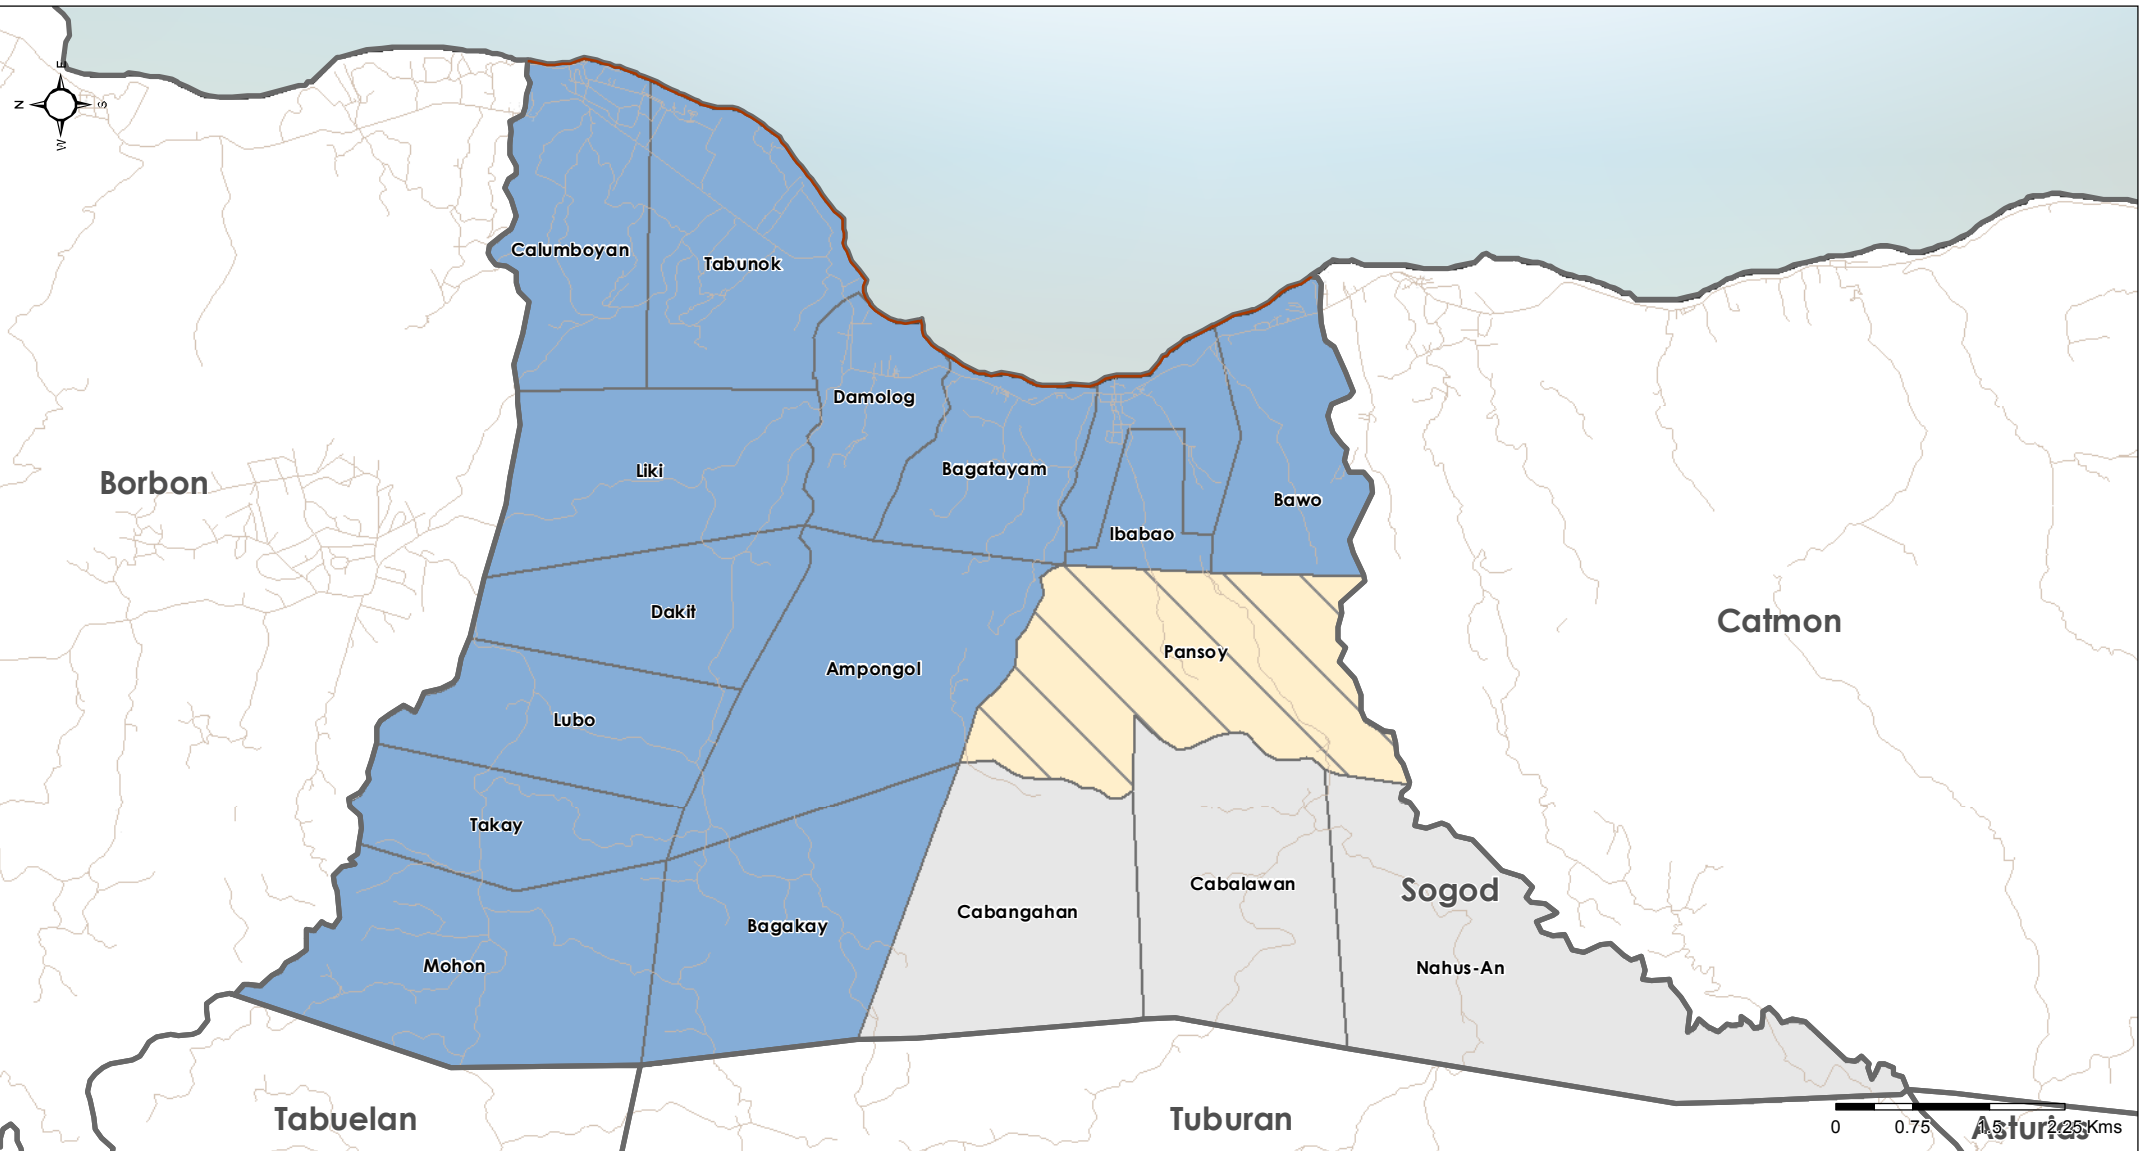 E
N
S
W
Calumboyan
Tabunok
Damolog
Liki
Bagatayam
Borbon
Bawo
Ibabao
Dakit
Catmon
Pansoy
Ampongol
Lubo
Takay
Cabalawan
Sogod
Cabangahan
Bagakay
Mohon
Nahus-An
Tabuelan
Tuburan
Asturias
0 0.75 1.5 2.25 Kms